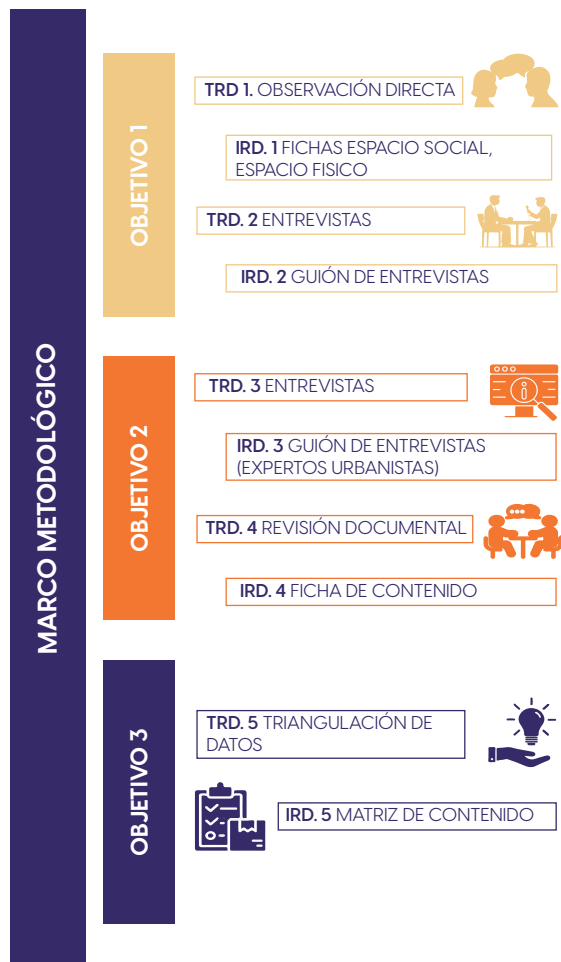 MARCO METODOLÓGICO
OBJETIVO 1
TRD 1. OBSERVACIÓN DIRECTA
IRD. 1 FICHAS ESPACIO SOCIAL,
ESPACIO FISICO
TRD. 2 ENTREVISTAS
IRD. 2 GUIÓN DE ENTREVISTAS
OBJETIVO 2
TRD. 3 ENTREVISTAS
IRD. 3 GUIÓN DE ENTREVISTAS
(EXPERTOS URBANISTAS)
TRD. 4 REVISIÓN DOCUMENTAL
IRD. 4 FICHA DE CONTENIDO
OBJETIVO 3
TRD. 5 TRIANGULACIÓN DE
DATOS
IRD. 5 MATRIZ DE CONTENIDO